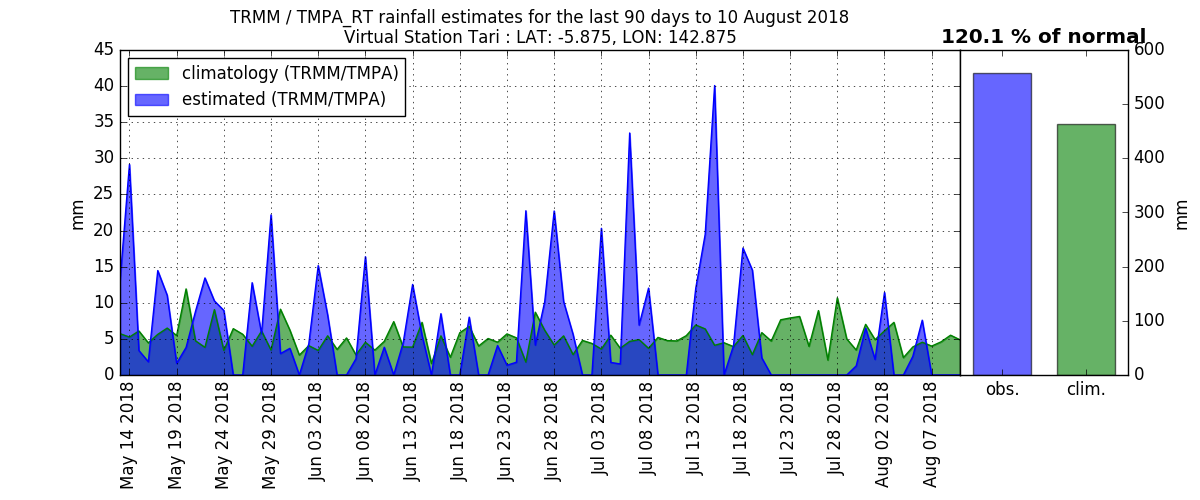 TRMM / TMPA_RT rainfall estimates for the last 90 days to 10 August 2018
Virtual Station Tari : LAT: -5.875, LON: 142.875
120.1 % of normal
climatology (TRMM/TMPA)
estimated (TRMM/TMPA)
mm
45
40
35
30
25
20
15
10
5
0
May 14 2018
May 19 2018
May 24 2018
May 29 2018
Jun 03 2018
Jun 08 2018
Jun 13 2018
Jun 18 2018
Jun 23 2018
Jun 28 2018
Jul 03 2018
Jul 08 2018
Jul 13 2018
Jul 18 2018
Jul 23 2018
Jul 28 2018
Aug 02 2018
Aug 07 2018
obs.
clim.
600
500
400
300
200
100
0
mm